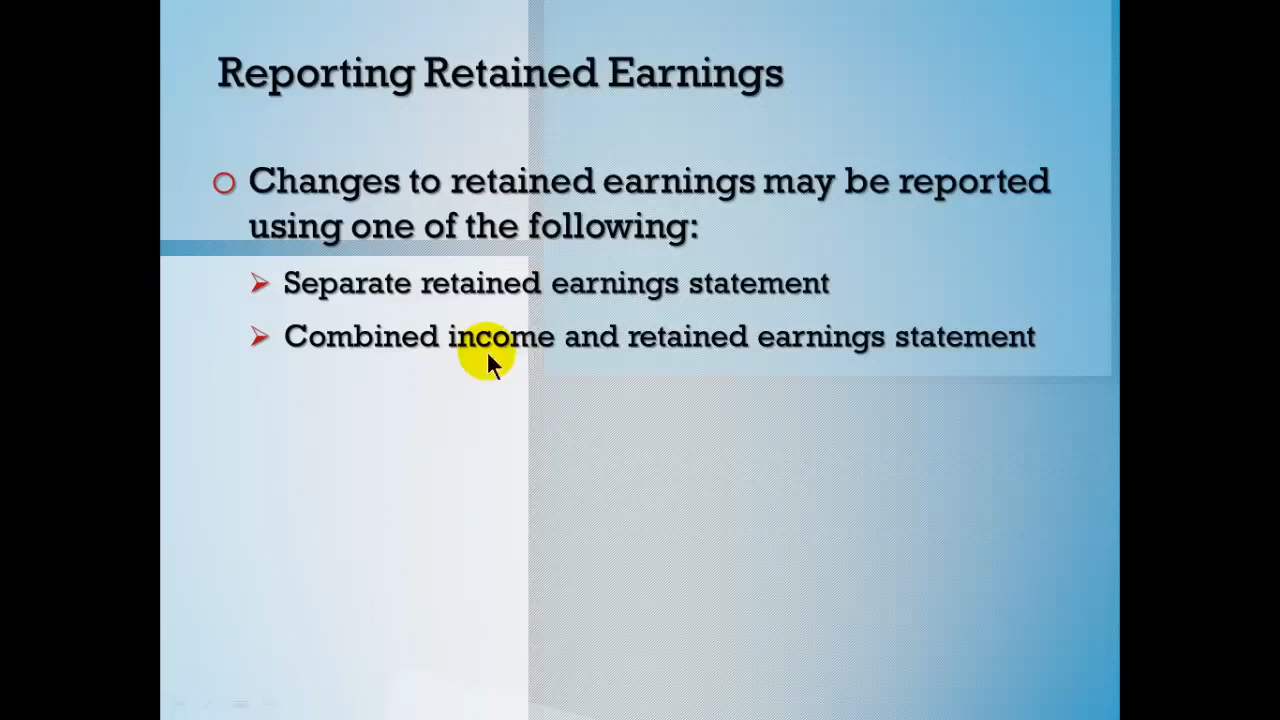 Reporting Retained Earnings
Changes to retained earnings may be reported
using one of the following:
Separate retained earnings statement
Combined income and retained earnings statement